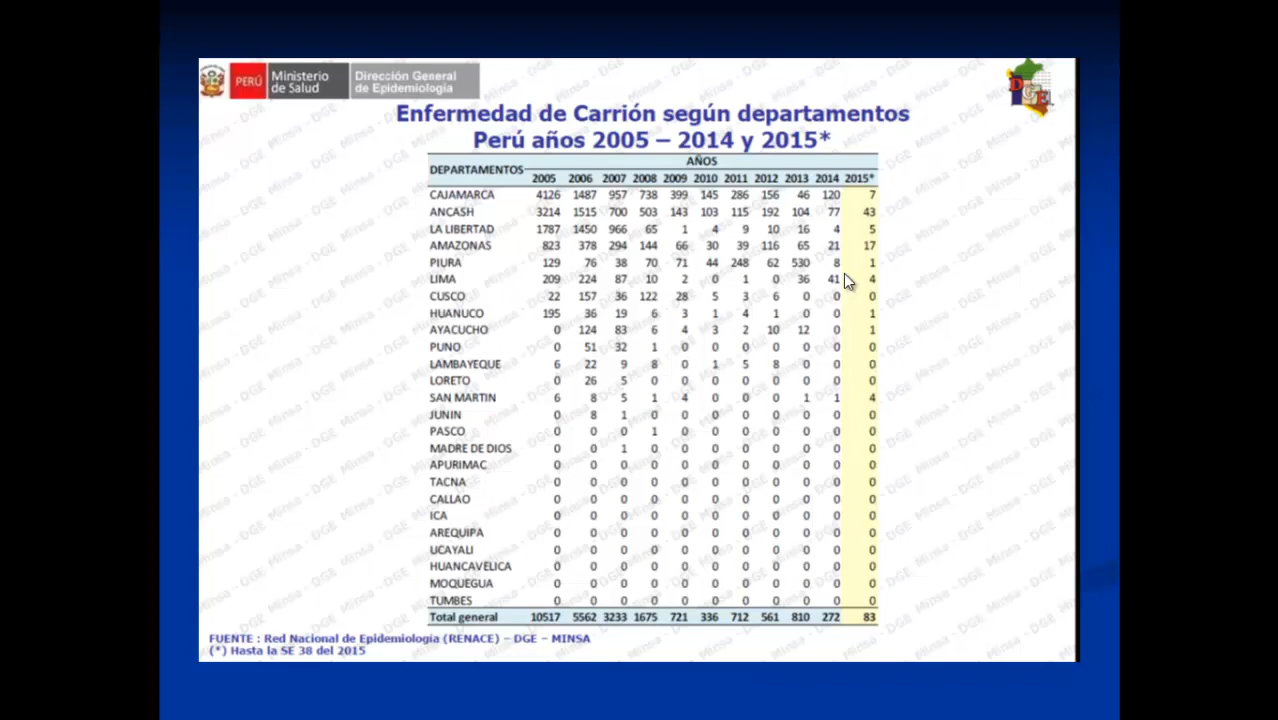 PERÚ
Ministerio de Salud
Dirección General de Epidemiología
DGE
Enfermedad de Carrión según departamentos
Perú años 2005 – 2014 y 2015*
DEPARTAMENTOS AÑOS
2005 2006 2007 2008 2009 2010 2011 2012 2013 2014 2015*
CAJAMARCA 4126 1487 957 738 399 145 286 156 46 120 7
ANCASH 3214 1515 700 503 143 103 115 192 104 77 43
LA LIBERTAD 1787 1450 966 65 1 4 9 10 16 4 5
AMAZONAS 823 378 294 144 66 30 39 116 65 21 17
PIURA 129 76 38 70 71 44 248 62 530 8 1
LIMA 209 224 87 10 2 0 1 0 36 41 4
CUSCO 22 157 36 122 28 5 3 6 0 0 0
HUANUCO 195 36 19 6 3 1 4 1 0 0 1
AYACUCHO 0 124 83 6 4 3 2 10 12 0 1
PUNO 0 51 32 1 0 0 0 0 0 0 0
LAMBAYEQUE 6 22 9 8 0 1 5 8 0 0 0
LORETO 0 26 5 0 0 0 0 0 0 0 0
SAN MARTIN 6 8 5 1 4 0 0 0 1 1 4
JUNIN 0 8 1 0 0 0 0 0 0 0 0
PASCO 0 0 0 1 0 0 0 0 0 0 0
MADRE DE DIOS 0 0 1 0 0 0 0 0 0 0 0
APURIMAC 0 0 0 0 0 0 0 0 0 0 0
TACNA 0 0 0 0 0 0 0 0 0 0 0
CALLAO 0 0 0 0 0 0 0 0 0 0 0
ICA 0 0 0 0 0 0 0 0 0 0 0
AREQUIPA 0 0 0 0 0 0 0 0 0 0 0
UCAYALI 0 0 0 0 0 0 0 0 0 0 0
HUANCAVELICA 0 0 0 0 0 0 0 0 0 0 0
MOQUEGUA 0 0 0 0 0 0 0 0 0 0 0
TUMBES 0 0 0 0 0 0 0 0 0 0 0
Total general 10517 5562 3233 1675 721 336 712 561 810 272 83
FUENTE : Red Nacional de Epidemiología (RENACE) – DGE – MINSA
(*) Hasta la SE 38 del 2015